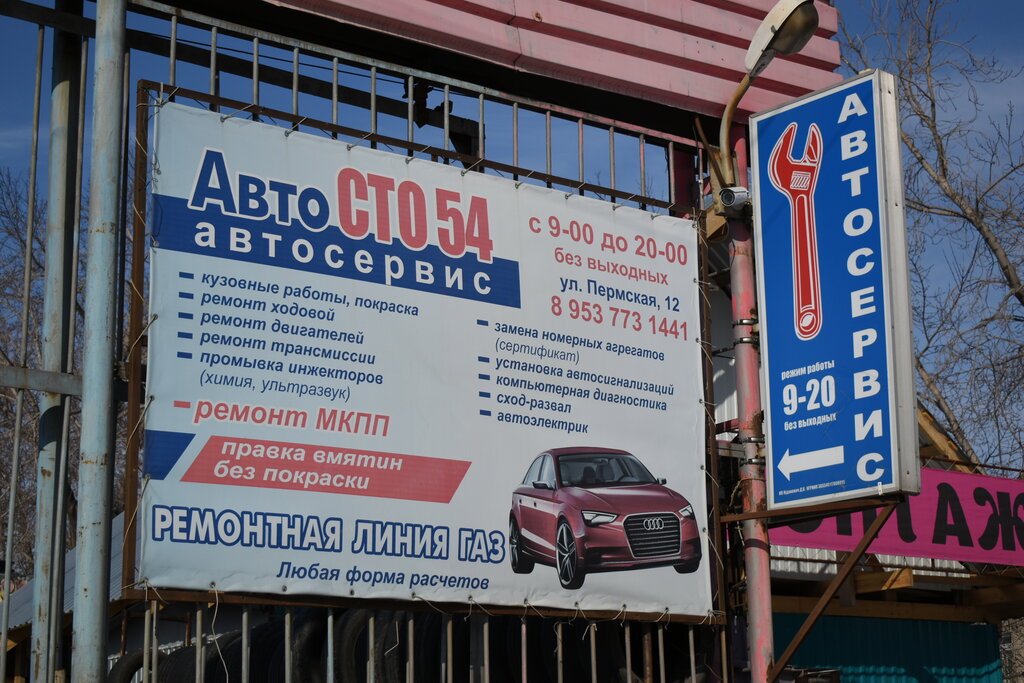 АвтоСТО 54
автосервис
с 9-00 до 20-00
без выходных
ул. Пермская, 12
8 953 773 1441
- кузовные работы, покраска
- ремонт ходовой
- ремонт двигателей
- ремонт трансмиссии
- промывка инжекторов
(химия, ультразвук)
- ремонт МКПП
правка вмятин
без покраски
- замена номерных агрегатов
(сертификат)
- установка автосигнализаций
- компьютерная диагностика
- сход-развал
- автоэлектрик
РЕМОНТНАЯ ЛИНИЯ ГАЗ
Любая форма расчетов
АВТОСЕРВИС
режим работы
9-20
без выходных